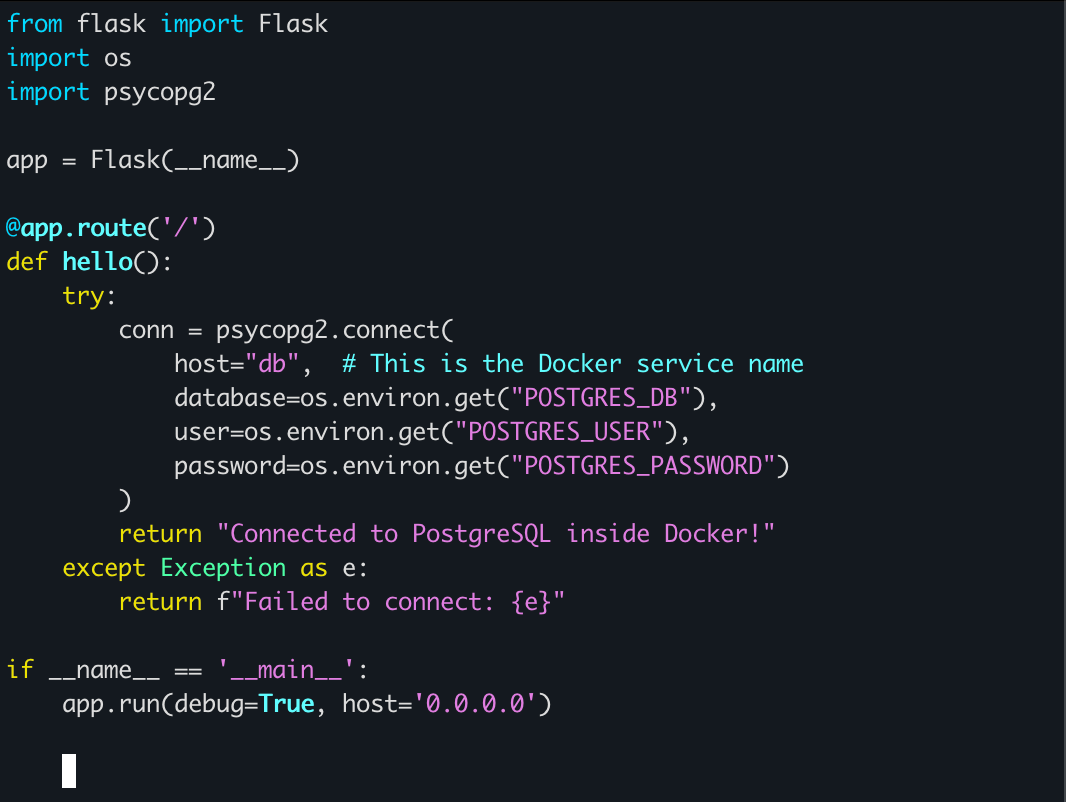 from flask import Flask
import os
import psycopg2

app = Flask(__name__)

@app.route('/')
def hello():
    try:
        conn = psycopg2.connect(
            host="db",  # This is the Docker service name
            database=os.environ.get("POSTGRES_DB"),
            user=os.environ.get("POSTGRES_USER"),
            password=os.environ.get("POSTGRES_PASSWORD")
        )
        return "Connected to PostgreSQL inside Docker!"
    except Exception as e:
        return f"Failed to connect: {e}"

if __name__ == '__main__':
    app.run(debug=True, host='0.0.0.0')